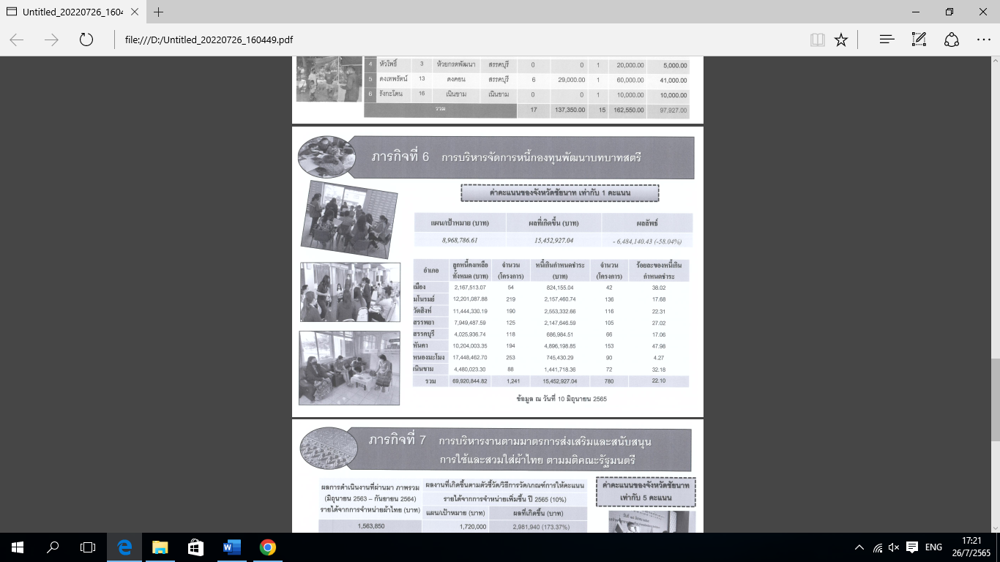 Untitled_20220726_1604
file:///D:/Untitled_20220726_160449.pdf
4 หัวโพธิ์ 3 ห้วยกรดพัฒนา สรรคบุรี 0 0 1 20,000.00 5,000.00
5 ดงเทพรัตน์ 13 ดงคอน สรรคบุรี 6 29,000.00 1 60,000.00 41,000.00
6 รังกะโดน 16 เนินขาม เนินขาม 0 0 1 10,000.00 10,000.00
รวม 17 137,350.00 15 162,550.00 97,927.00
ภารกิจที่ 6 การบริหารจัดการหนี้กองทุนพัฒนาบทบาทสตรี
ค่าคะแนนของจังหวัดชัยนาท เท่ากับ 1 คะแนน
แผน/เป้าหมาย (บาท) ผลที่เกิดขึ้น (บาท) ผลลัพธ์
8,968,786.61 15,452,927.04 - 6,484,140.43 (-58.04%)
อำเภอ ลูกหนี้คงเหลือ จำนวน หนี้เกินกำหนดชำระ จำนวน ร้อยละของหนี้เกิน
ทั้งหมด (บาท) (โครงการ) (บาท) (โครงการ) กำหนดชำระ
เมือง 2,167,513.07 54 824,155.04 42 38.02
มโนรมย์ 12,201,087.88 219 2,157,460.74 136 17.68
วัดสิงห์ 11,444,330.19 190 2,553,332.66 116 22.31
สรรพยา 7,949,487.59 125 2,147,646.59 105 27.02
สรรคบุรี 4,025,936.74 118 686,984.51 66 17.06
หันคา 10,204,003.35 194 4,896,198.85 153 47.98
หนองมะโมง 17,448,462.70 253 745,430.29 90 4.27
เนินขาม 4,480,023.30 88 1,441,718.36 72 32.18
รวม 69,920,844.82 1,241 15,452,927.04 780 22.10
ข้อมูล ณ วันที่ 10 มิถุนายน 2565
ภารกิจที่ 7 การบริหารงานตามมาตรการส่งเสริมและสนับสนุน
การใช้และสวมใส่ผ้าไทย ตามมติคณะรัฐมนตรี
ผลการดำเนินงานที่ผ่านมา ภาพรวม
(มิถุนายน 2563 – กันยายน 2564)
รายได้จากการจำหน่ายผ้าไทย (บาท)
ผลงานที่เกิดขึ้นตามตัวชี้วัด/วิธีการวัด/เกณฑ์การให้คะแนน
รายได้จากการจำหน่ายเพิ่มขึ้น ปี 2565 (10%)
แผน/เป้าหมาย (บาท) ผลที่เกิดขึ้น (บาท)
1,563,850 1,720,000 2,981,940 (173.37%)
ค่าคะแนนของจังหวัดชัยนาท
เท่ากับ 5 คะแนน
ENG
17:21
26/7/2565